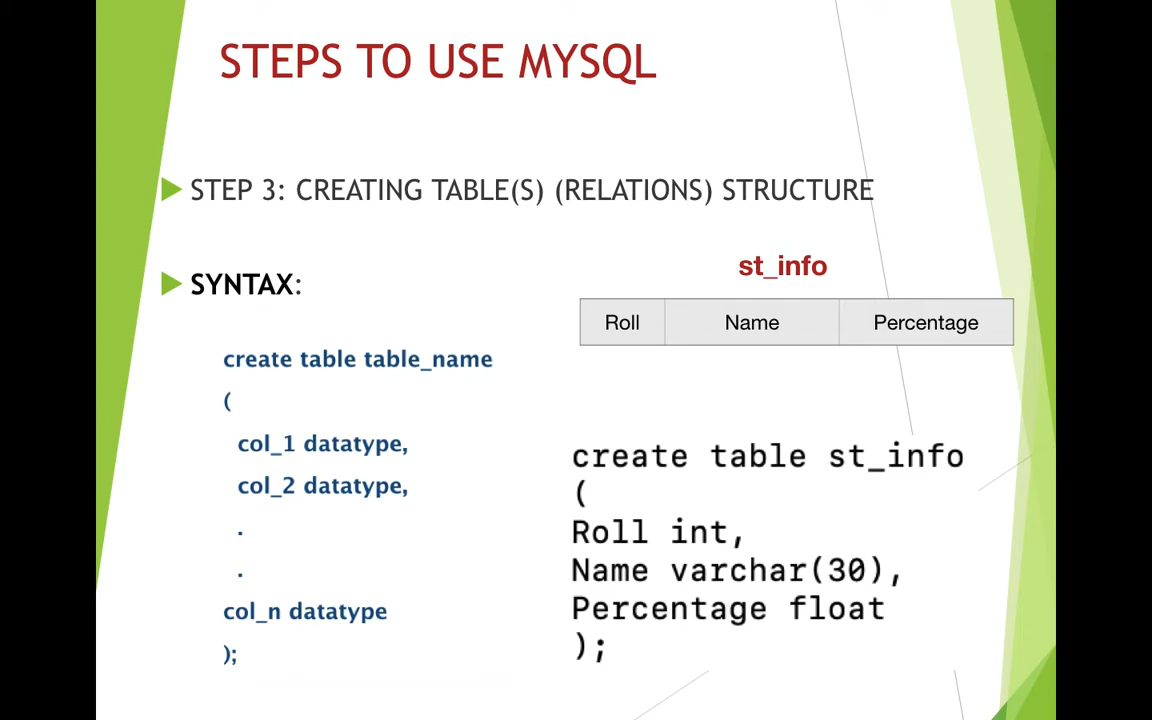 STEPS TO USE MYSQL
STEP 3: CREATING TABLE(S) (RELATIONS) STRUCTURE
SYNTAX:
create table table_name
(
col_1 datatype,
col_2 datatype,
.
.
col_n datatype
);
st_info
Roll Name Percentage
create table st_info
(
Roll int,
Name varchar(30),
Percentage float
);